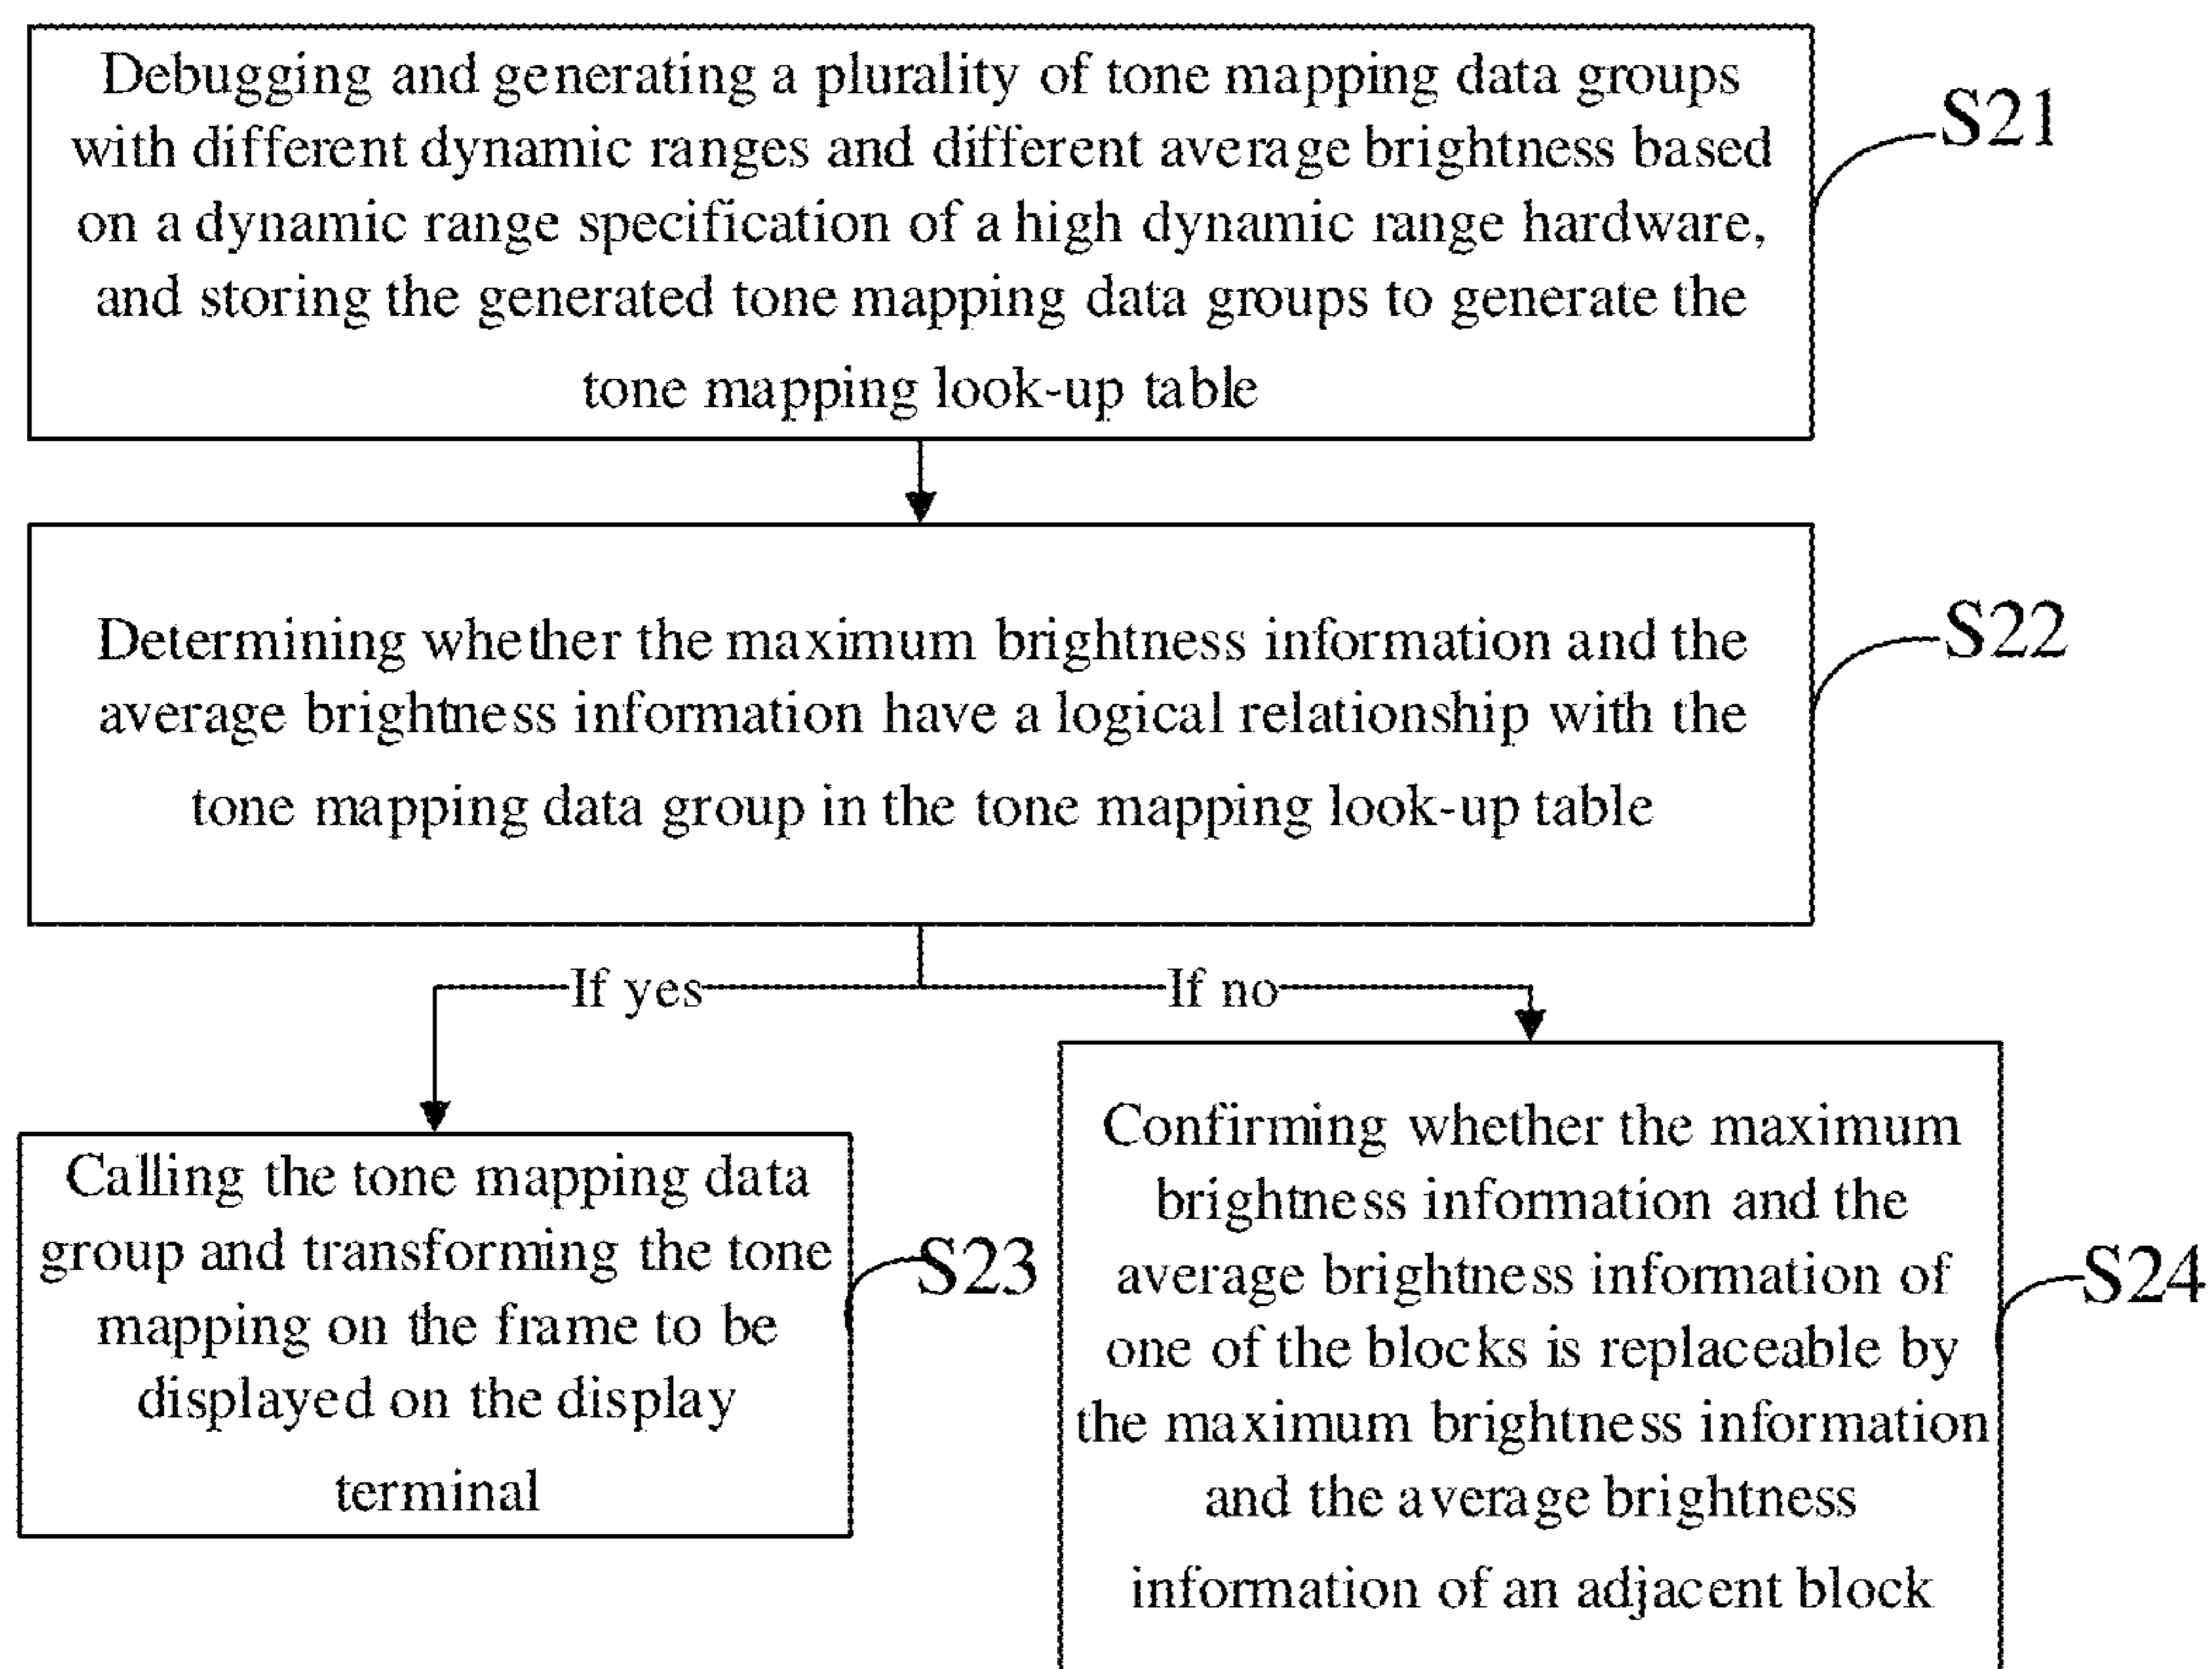 Debugging and generating a plurality of tone mapping data groups
with different dynamic ranges and different average brightness based
on a dynamic range specification of a high dynamic range hardware,
and storing the generated tone mapping data groups to generate the
tone mapping look-up table
S21
Determining whether the maximum brightness information and the
average brightness information have a logical relationship with the
tone mapping data group in the tone mapping look-up table
S22
If yes
If no
Calling the tone mapping data
group and transforming the tone
mapping on the frame to be
displayed on the display
terminal
S23
Confirming whether the maximum
brightness information and the
average brightness information of
one of the blocks is replaceable by
the maximum brightness information
and the average brightness
information of an adjacent block
S24